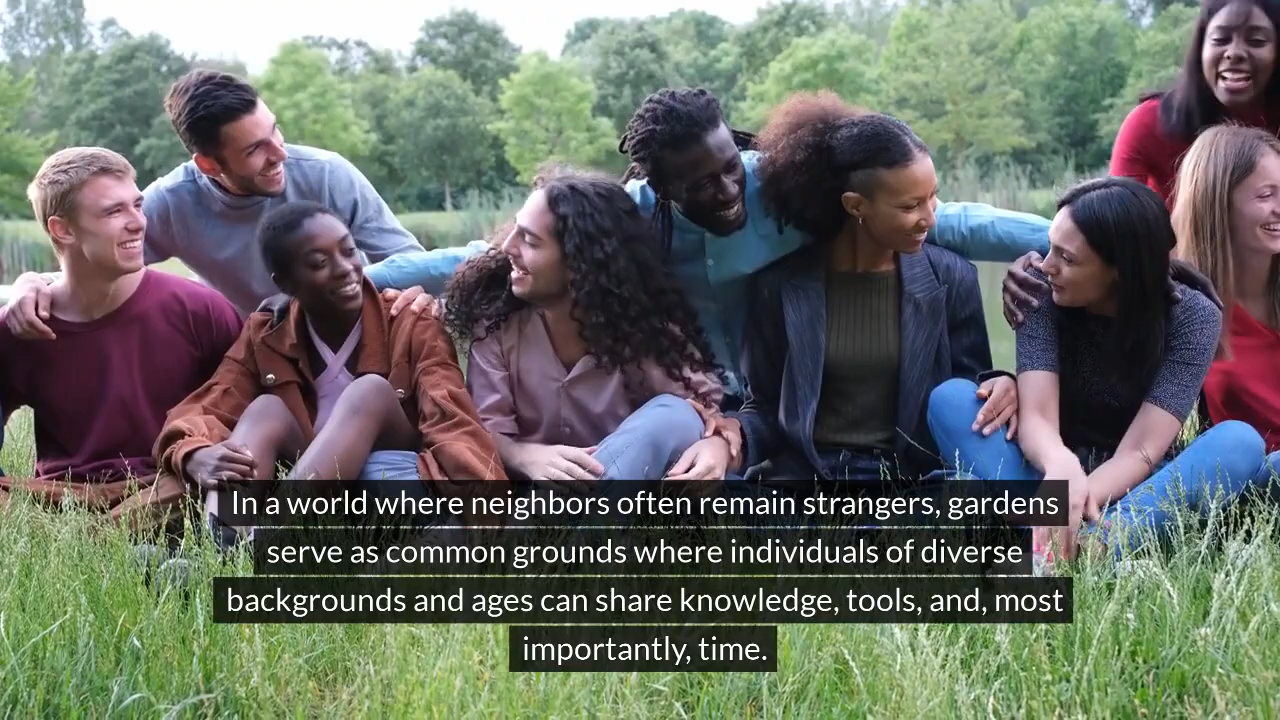 In a world where neighbors often remain strangers, gardens
serve as common grounds where individuals of diverse
backgrounds and ages can share knowledge, tools, and, most
importantly, time.